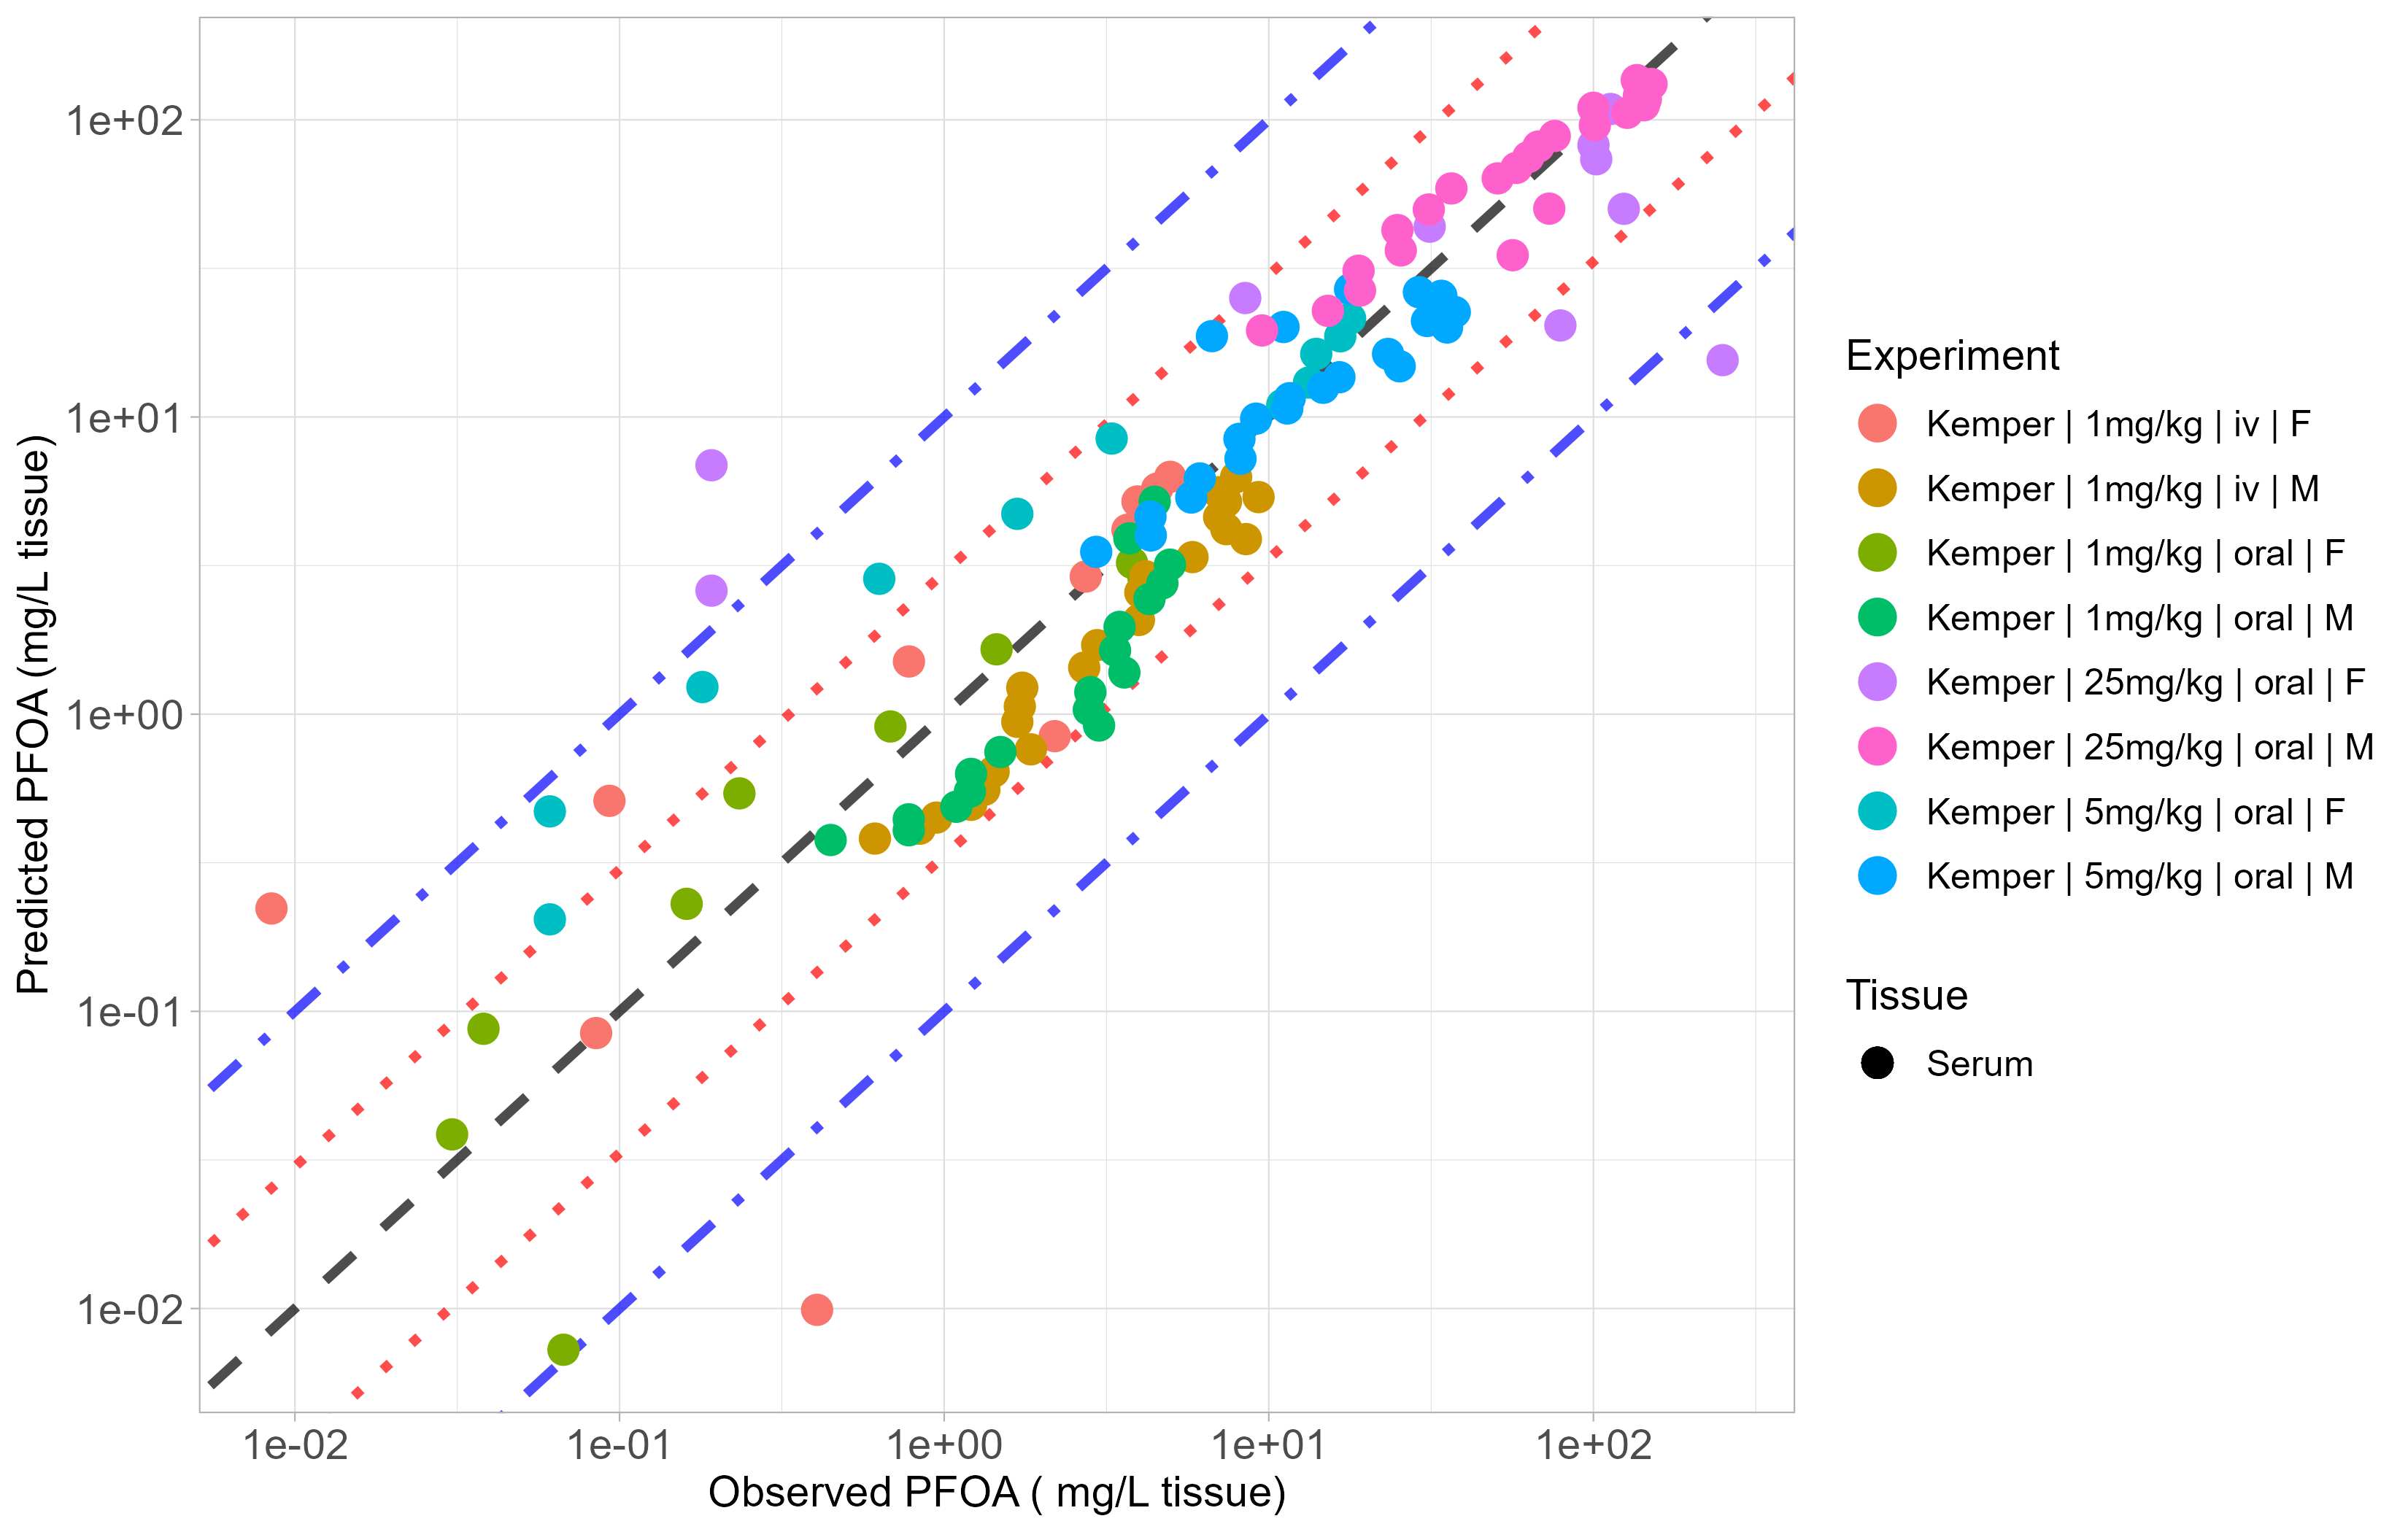 Predicted PFOA (mg/L tissue)
1e+02
1e+01
1e+00
1e-01
1e-02
1e-02 1e-01 1e+00 1e+01 1e+02
Observed PFOA ( mg/L tissue)
Experiment
Kemper | 1mg/kg | iv | F
Kemper | 1mg/kg | iv | M
Kemper | 1mg/kg | oral | F
Kemper | 1mg/kg | oral | M
Kemper | 25mg/kg | oral | F
Kemper | 25mg/kg | oral | M
Kemper | 5mg/kg | oral | F
Kemper | 5mg/kg | oral | M
Tissue
Serum